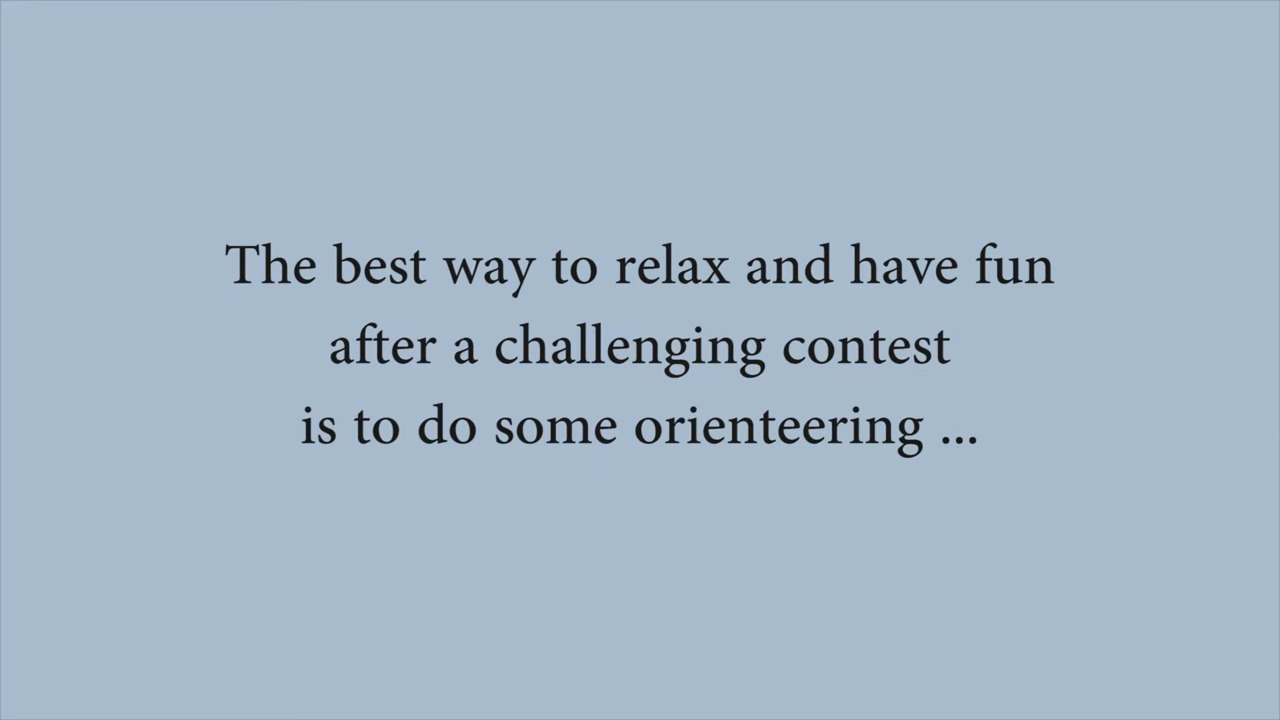 The best way to relax and have fun
after a challenging contest
is to do some orienteering ...